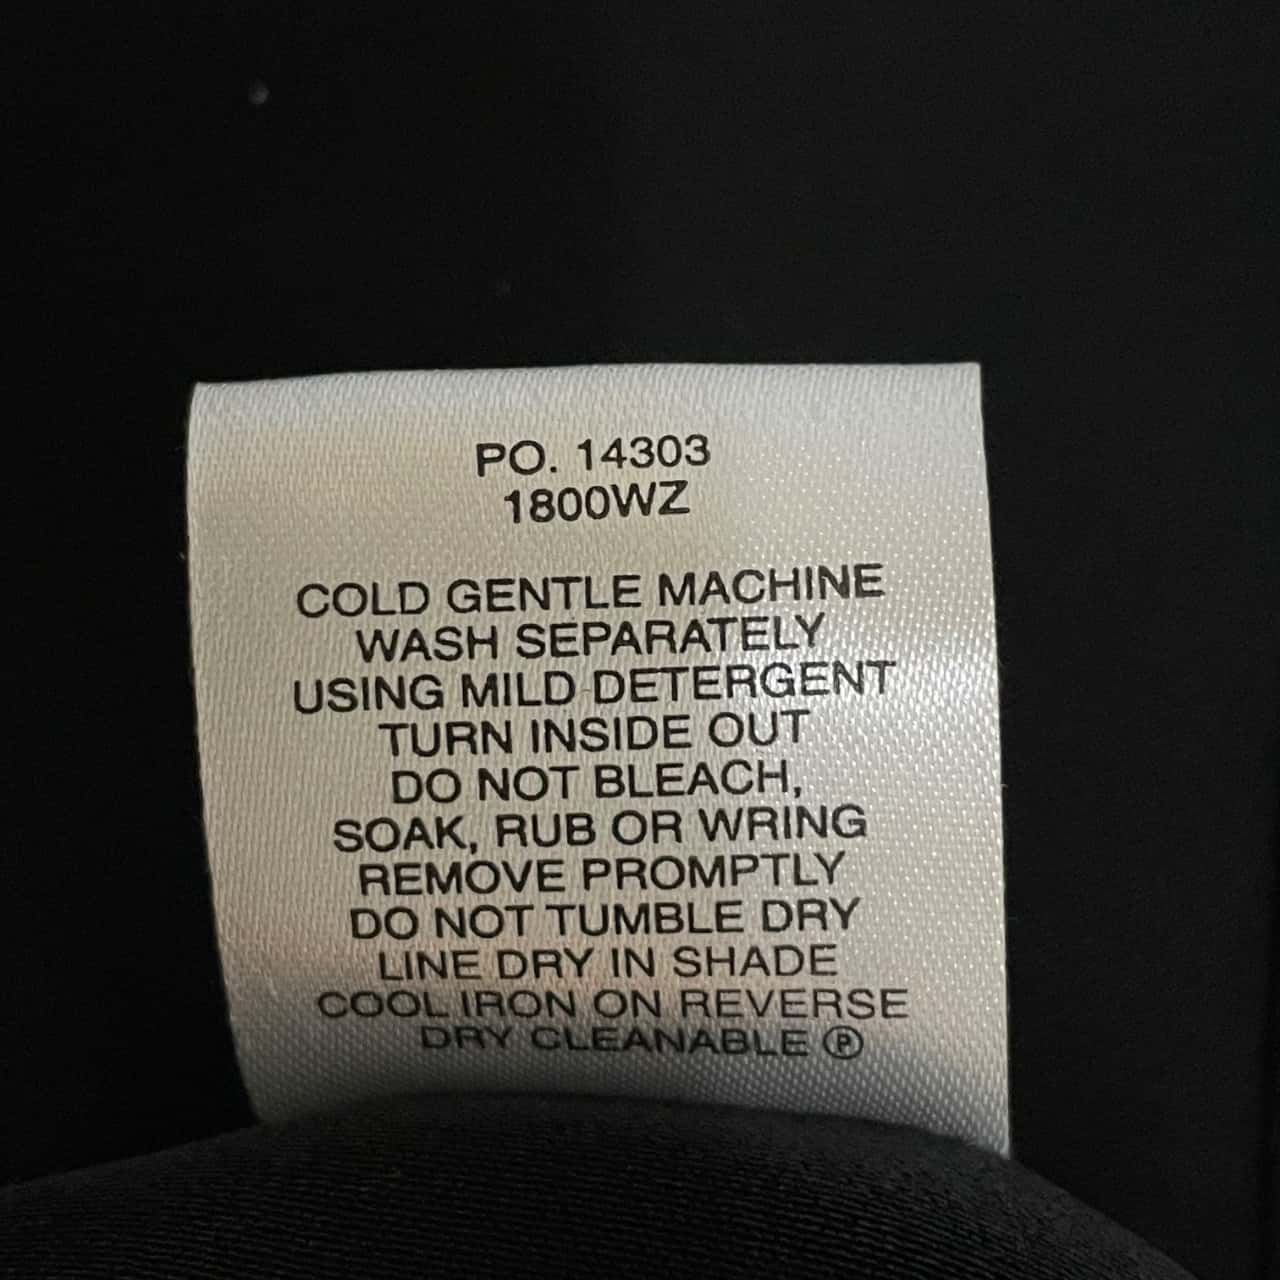 PO. 14303
1800WZ
COLD GENTLE MACHINE
WASH SEPARATELY
USING MILD DETERGENT
TURN INSIDE OUT
DO NOT BLEACH,
SOAK, RUB OR WRING
REMOVE PROMPTLY
DO NOT TUMBLE DRY
LINE DRY IN SHADE
COOL IRON ON REVERSE
DRY CLEANABLE Ⓟ